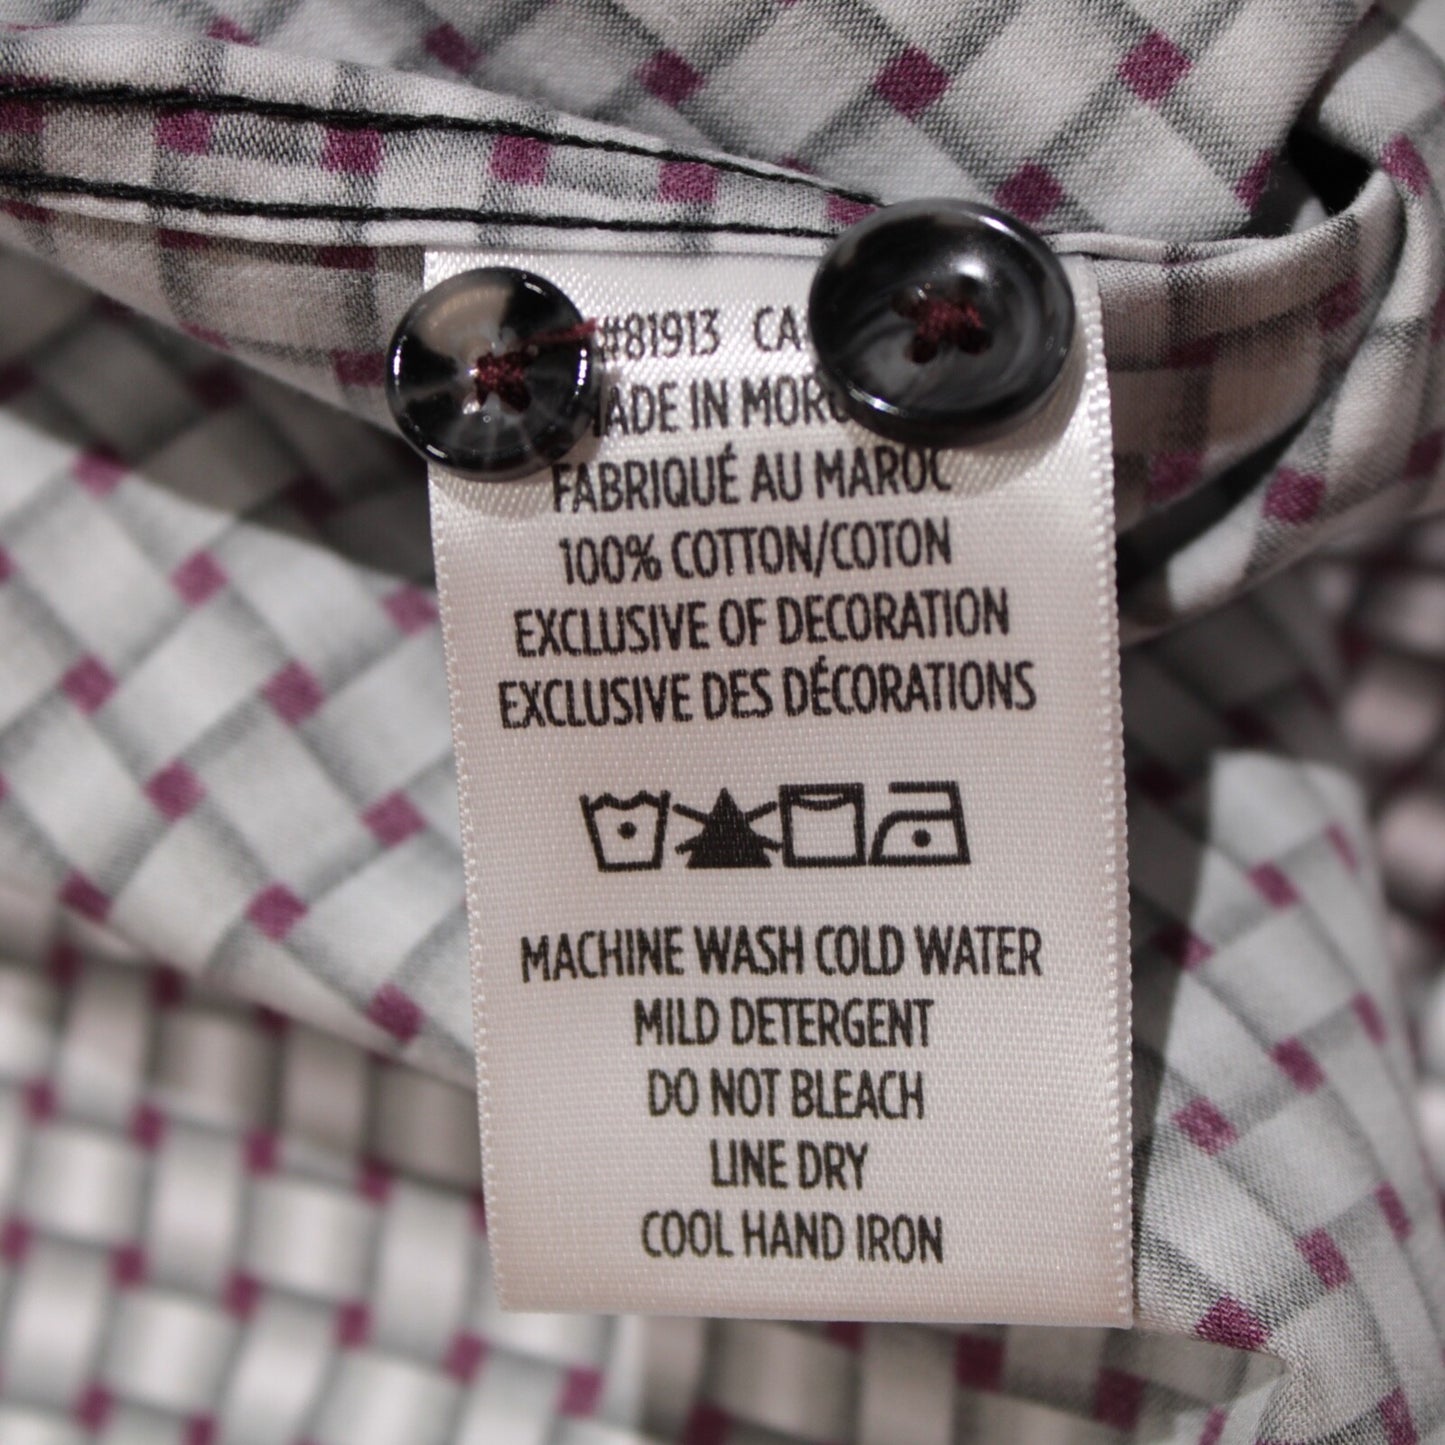 #81913
IN
FABRIQUÉ AU MAROC
100% COTTON/COTON
EXCLUSIVE OF DECORATION
EXCLUSIVE DES DÉCORATIONS
MACHINE WASH COLD WATER
MILD DETERGENT
DO NOT BLEACH
LINE DRY
COOL HAND IRON